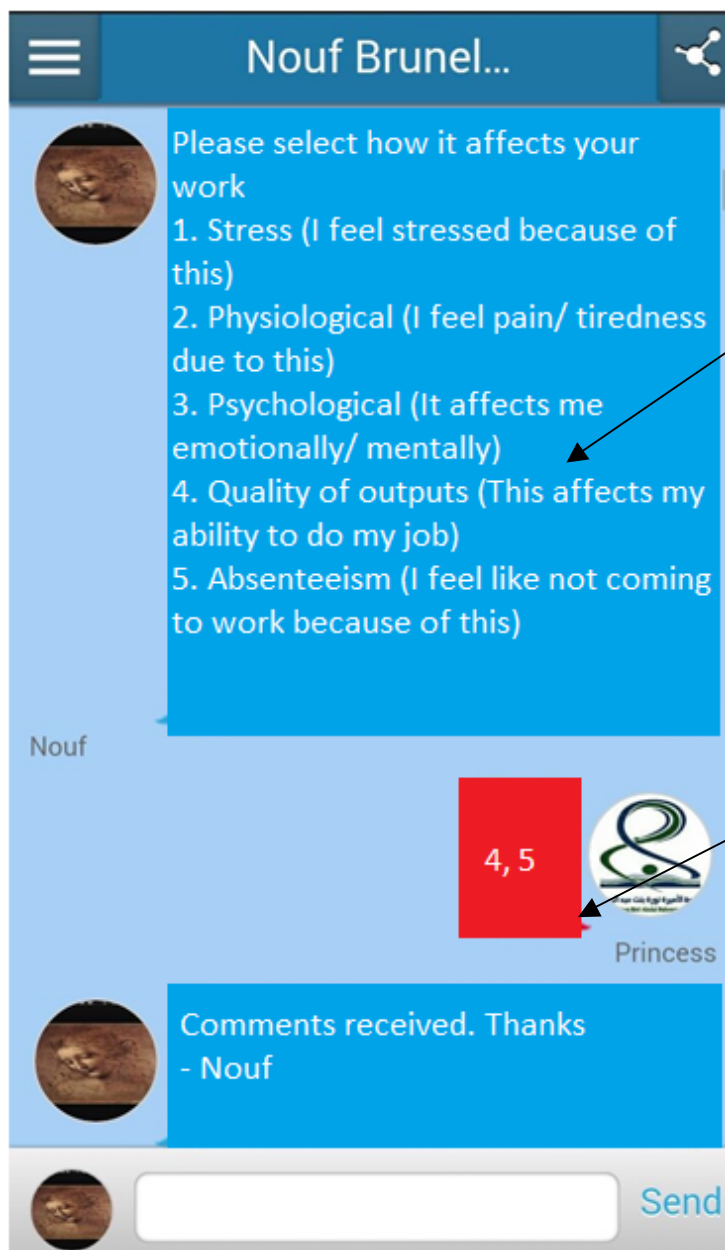 Nouf Brunel...
Please select how it affects your
work
1. Stress (I feel stressed because of
this)
2. Physiological (I feel pain/ tiredness
due to this)
3. Psychological (It affects me
emotionally/ mentally)
4. Quality of outputs (This affects my
ability to do my job)
5. Absenteeism (I feel like not coming
to work because of this)
Nouf
4, 5
Princess
Comments received. Thanks
- Nouf
Send